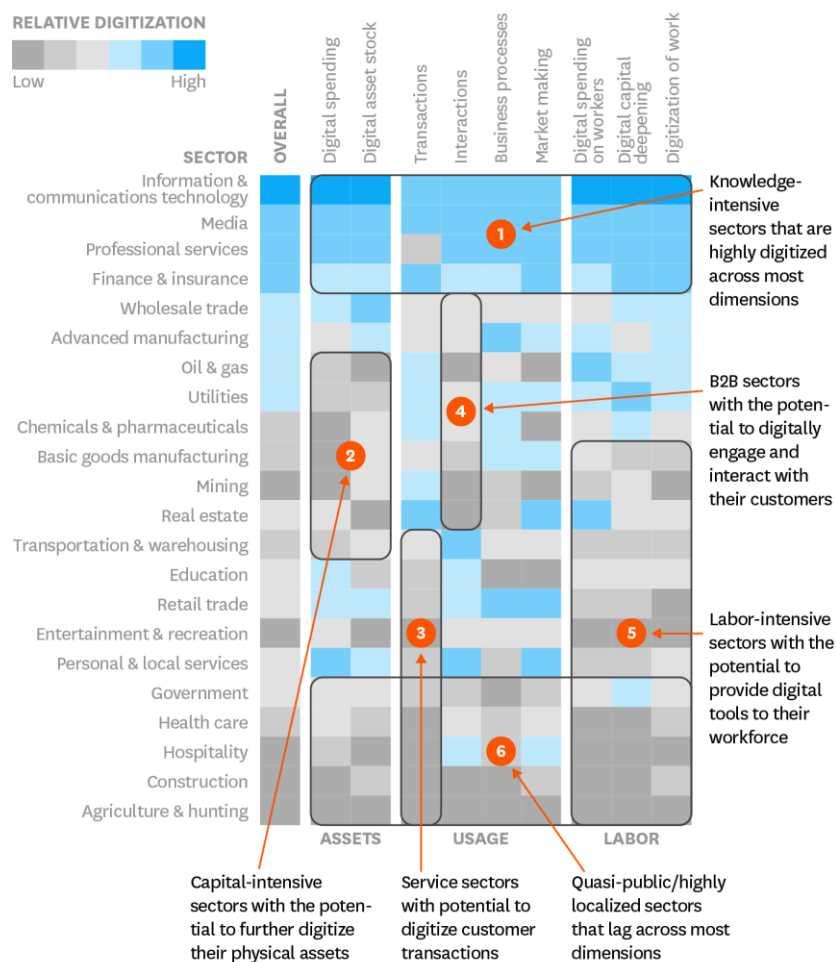 RELATIVE DIGITIZATION
Low
High
SECTOR
OVERALL
Digital spending
Digital asset stock
Transactions
Interactions
Business processes
Market making
Digital spending
on workers
Digital capital
deepening
Digitization of work
Information &
communications technology
Media
Professional services
Finance & insurance
Wholesale trade
Advanced manufacturing
Oil & gas
Utilities
Chemicals & pharmaceuticals
Basic goods manufacturing
Mining
Real estate
Transportation & warehousing
Education
Retail trade
Entertainment & recreation
Personal & local services
Government
Health care
Hospitality
Construction
Agriculture & hunting
1
2
3
4
5
6
Knowledge-
intensive
sectors that are
highly digitized
across most
dimensions
B2B sectors
with the poten-
tial to digitally
engage and
interact with
their customers
Labor-intensive
sectors with the
potential to
provide digital
tools to their
workforce
ASSETS
USAGE
LABOR
Capital-intensive
sectors with the poten-
tial to further digitize
their physical assets
Service sectors
with potential to
digitize customer
transactions
Quasi-public/highly
localized sectors
that lag across most
dimensions